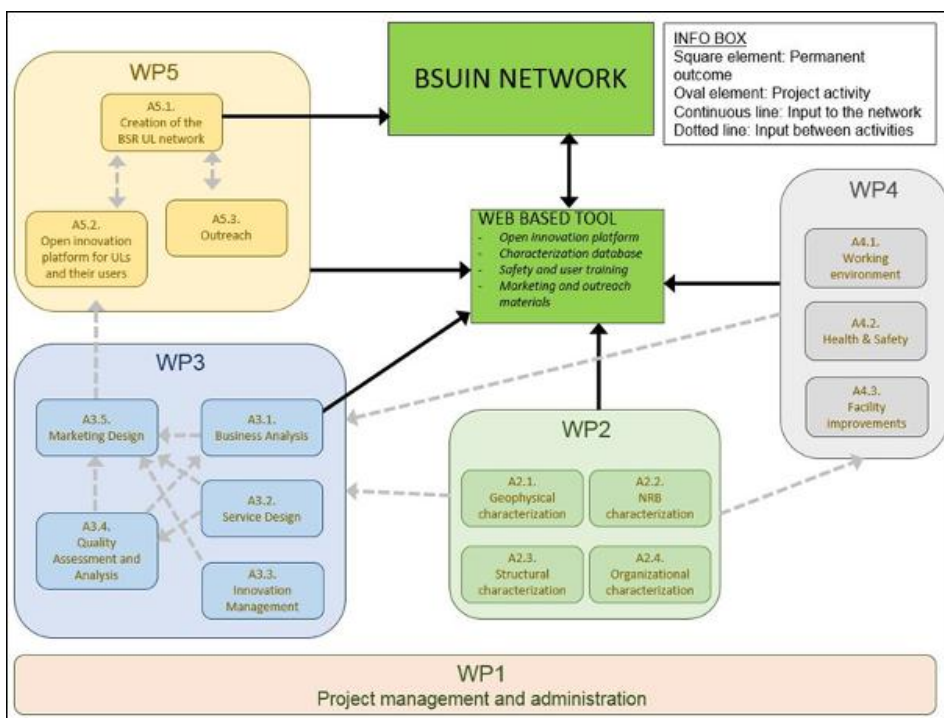 BSUIN NETWORK
INFO BOX
Square element: Permanent
outcome
Oval element: Project activity
Continuous line: Input to the network
Dotted line: Input between activities
WP5
A5.1.
Creation of the
BSR UL network
A5.2.
Open innovation
platform for ULs
and their users
A5.3.
Outreach
WEB BASED TOOL
- Open Innovation platform
- Characterization database
- Safety and user training
- Marketing and outreach
materials
WP4
A4.1.
Working
environment
A4.2.
Health & Safety
A4.3.
Facility
improvements
WP3
A3.5.
Marketing Design
A3.1.
Business Analysis
A3.2.
Service Design
A3.4.
Quality
Assessment and
Analysis
A3.3.
Innovation
Management
WP2
A2.1.
Geophysical
characterization
A2.2.
NRB
characterization
A2.3.
Structural
characterization
A2.4.
Organizational
characterization
WP1
Project management and administration